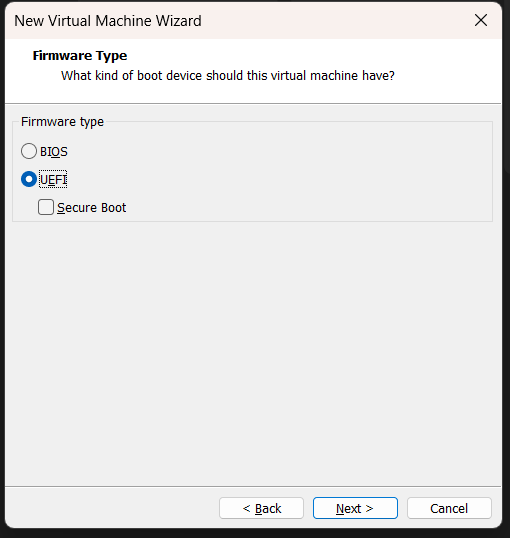 New Virtual Machine Wizard
Firmware Type
What kind of boot device should this virtual machine have?
Firmware type
BIOS
UEFI
Secure Boot
< Back
Next >
Cancel